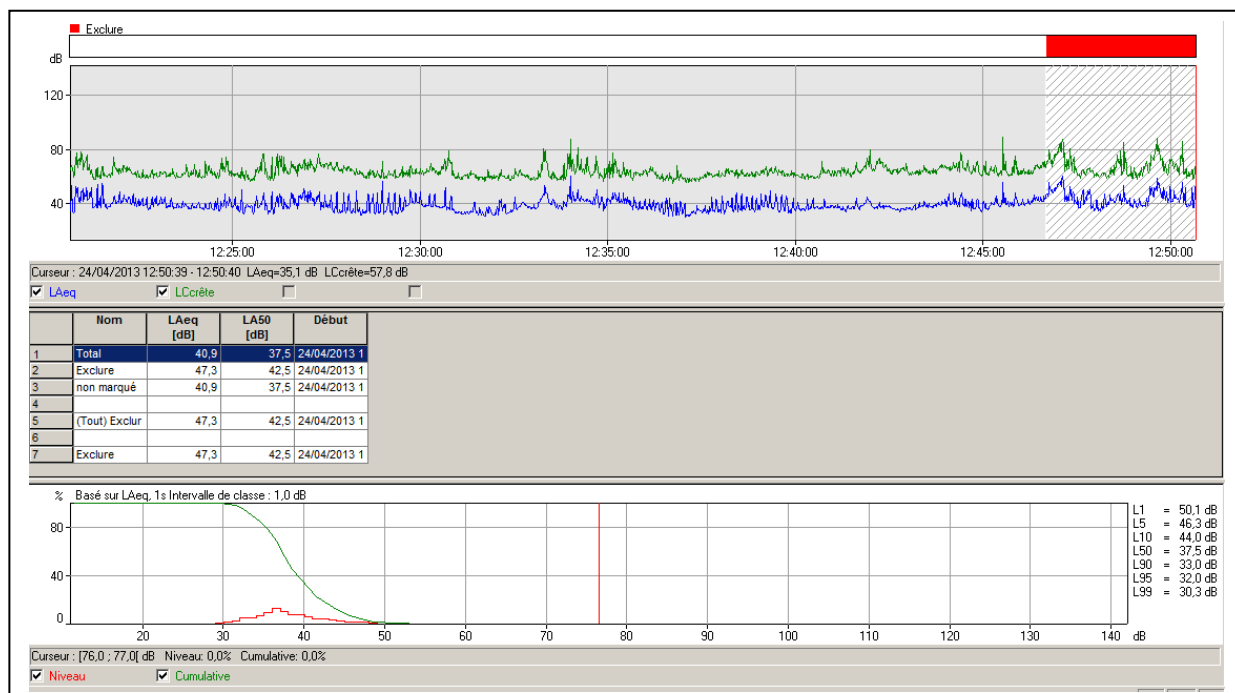 Exclure
dB
120
80
40
12:25:00 12:30:00 12:35:00 12:40:00 12:45:00 12:50:00
Curseur : 24/04/2013 12:50:39 - 12:50:40 LAeq=35,1 dB LCcrête=57,8 dB
LAeq LCcrête
Nom LAeq [dB] LA50 [dB] Début
1 Total 40,9 37,5 24/04/2013 1
2 Exclure 47,3 42,5 24/04/2013 1
3 non marqué 40,9 37,5 24/04/2013 1
4
5 (Tout) Exclur 47,3 42,5 24/04/2013 1
6
7 Exclure 47,3 42,5 24/04/2013 1
% Basé sur LAeq, 1s Intervalle de classe : 1,0 dB
80
40
0
20 30 40 50 60 70 80 90 100 110 120 130 140 dB
L1 = 50,1 dB
L5 = 46,3 dB
L10 = 44,0 dB
L50 = 37,5 dB
L90 = 33,0 dB
L95 = 32,0 dB
L99 = 30,3 dB
Curseur : [76,0 ; 77,0[ dB Niveau: 0,0% Cumulative: 0,0%
Niveau Cumulative